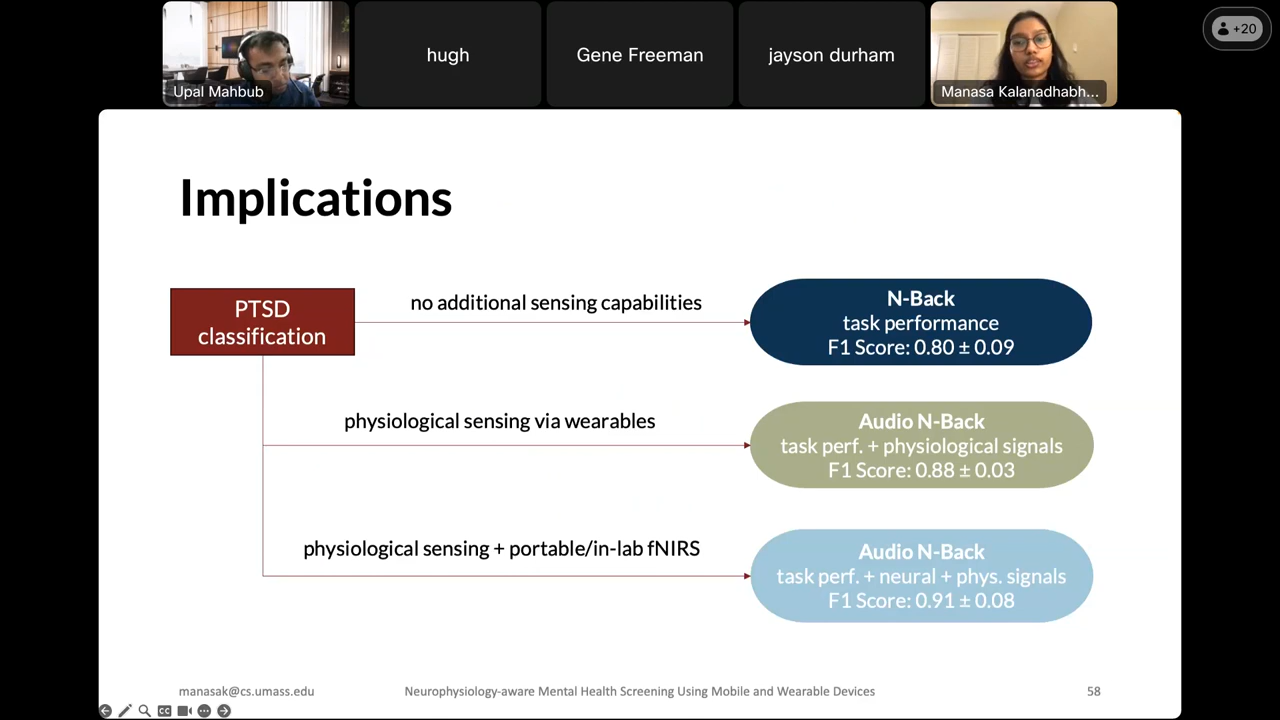 +20
Upal Mahbub
hugh
Gene Freeman
jayson durham
Manasa Kalanadhabh...
Implications
PTSD
classification
no additional sensing capabilities
N-Back
task performance
F1 Score: 0.80 ± 0.09
physiological sensing via wearables
Audio N-Back
task perf. + physiological signals
F1 Score: 0.88 ± 0.03
physiological sensing + portable/in-lab fNIRS
Audio N-Back
task perf. + neural + phys. signals
F1 Score: 0.91 ± 0.08
manasak@cs.umass.edu
Neurophysiology-aware Mental Health Screening Using Mobile and Wearable Devices
58
CC